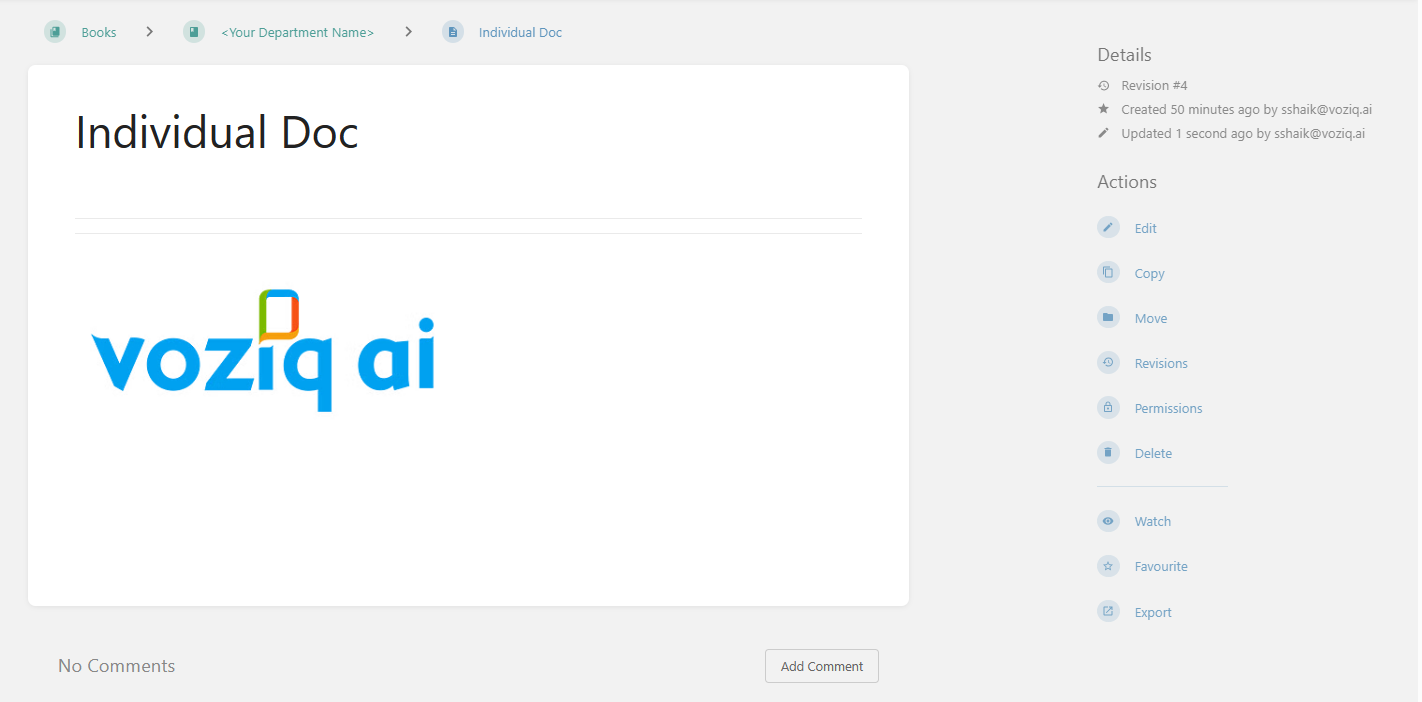 Books > <Your Department Name> > Individual Doc
Individual Doc
voziq ai
No Comments
Add Comment
Details
Revision #4
Created 50 minutes ago by sshaik@voziq.ai
Updated 1 second ago by sshaik@voziq.ai
Actions
Edit
Copy
Move
Revisions
Permissions
Delete
Watch
Favourite
Export